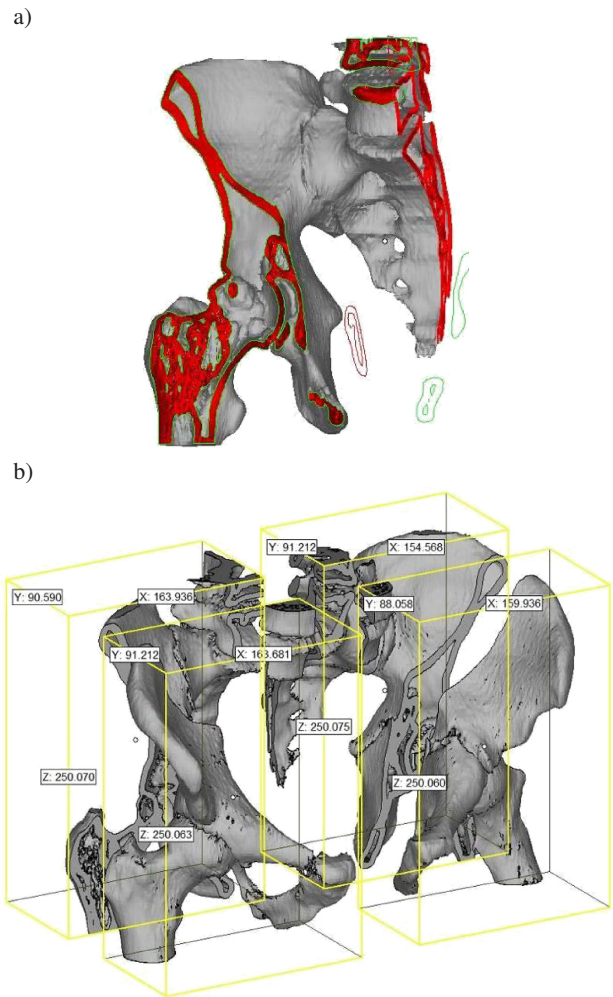 a)
b)
Y: 91.212
X: 154.568
Y: 90.590
X: 163.936
Y: 88.058
X: 159.936
Y: 91.212
X: 163.681
Z: 250.075
Z: 250.070
Z: 250.060
Z: 250.063